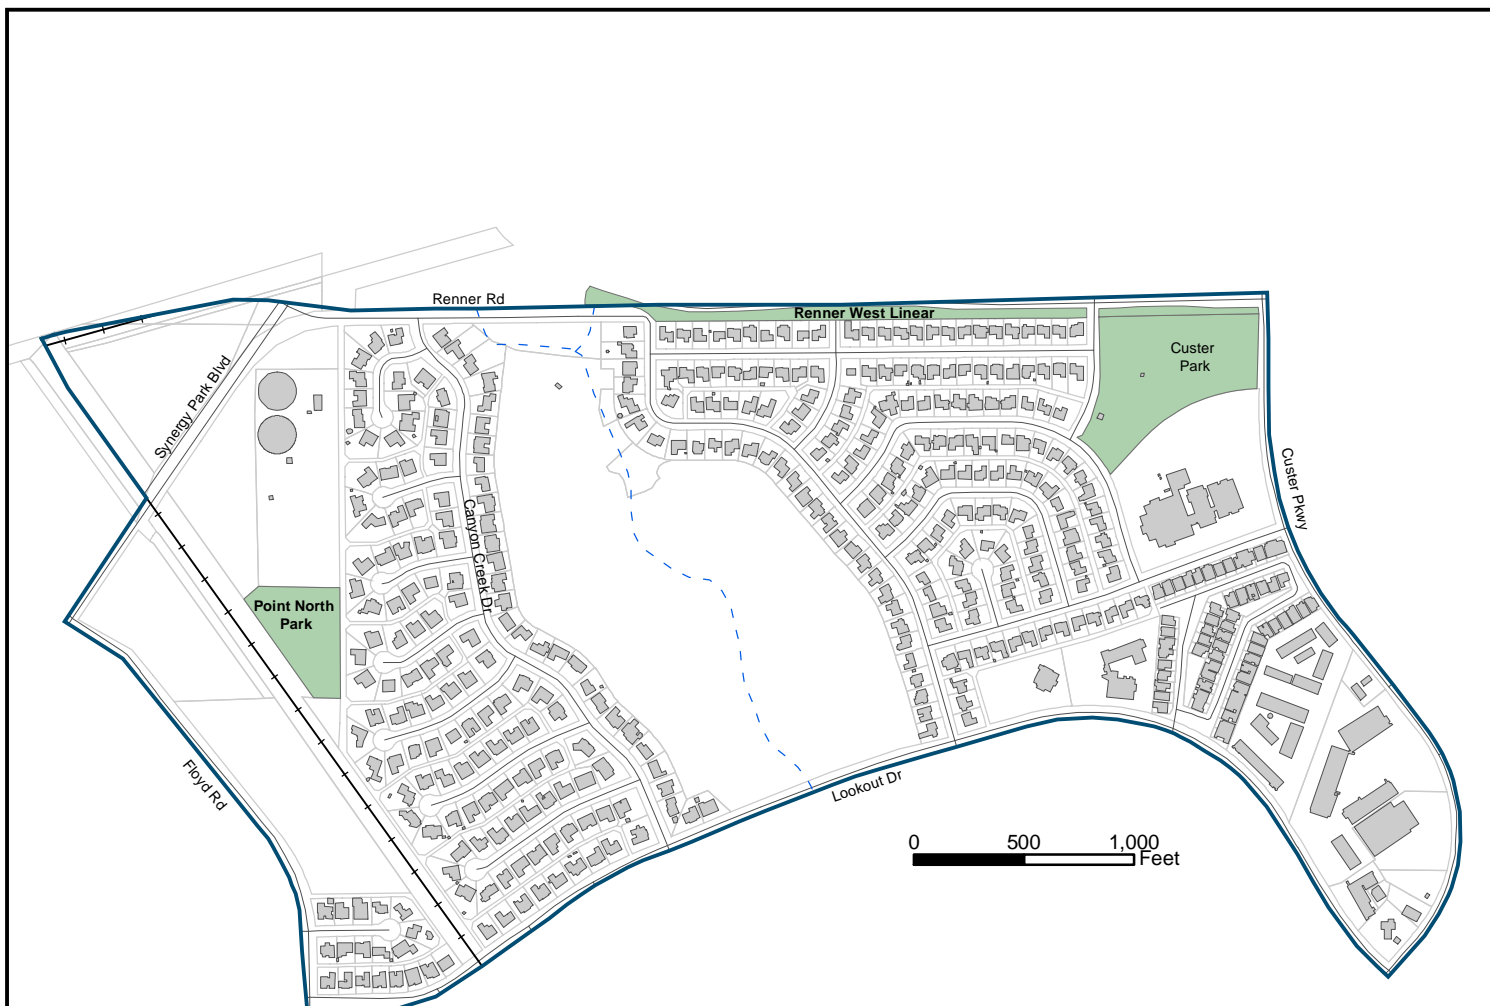 Renner Rd
Renner West Linear
Custer
Park
Synergy Park Blvd
Custer Pkwy
Canyon Creek Dr
Point North
Park
Floyd Rd
Lookout Dr
0 500 1,000
Feet